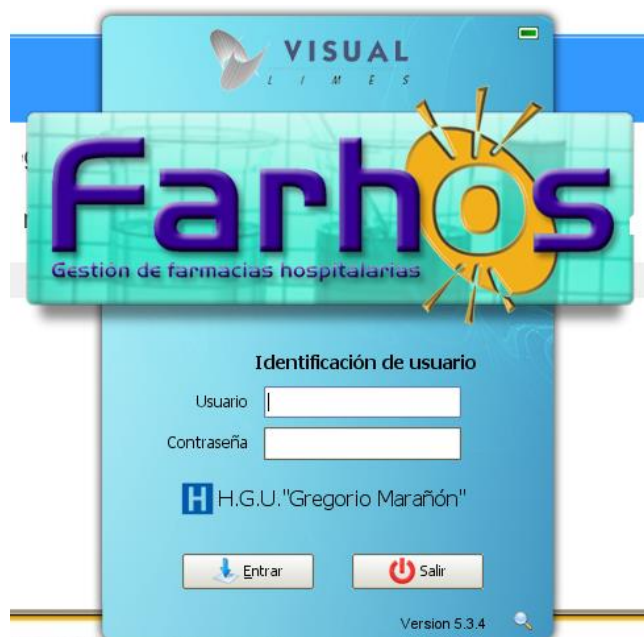 VISUAL
LIMES
Farhos
Gestión de farmacias hospitalarias
Identificación de usuario
Usuario
Contraseña
H H.G.U."Gregorio Marañón"
Entrar Salir
Version 5.3.4